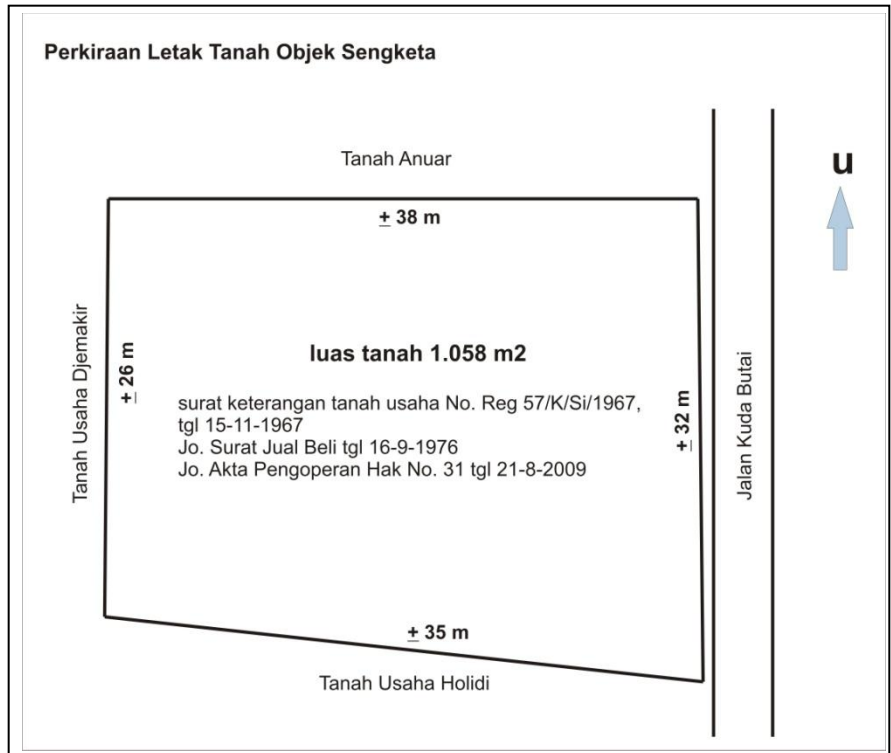 Perkiraan Letak Tanah Objek Sengketa
Tanah Anuar
u
± 38 m
Tanah Usaha Djemakir
± 26 m
luas tanah 1.058 m2
surat keterangan tanah usaha No. Reg 57/K/Si/1967,
tgl 15-11-1967
Jo. Surat Jual Beli tgl 16-9-1976
Jo. Akta Pengoperan Hak No. 31 tgl 21-8-2009
± 32 m
Jalan Kuda Butai
± 35 m
Tanah Usaha Holidi